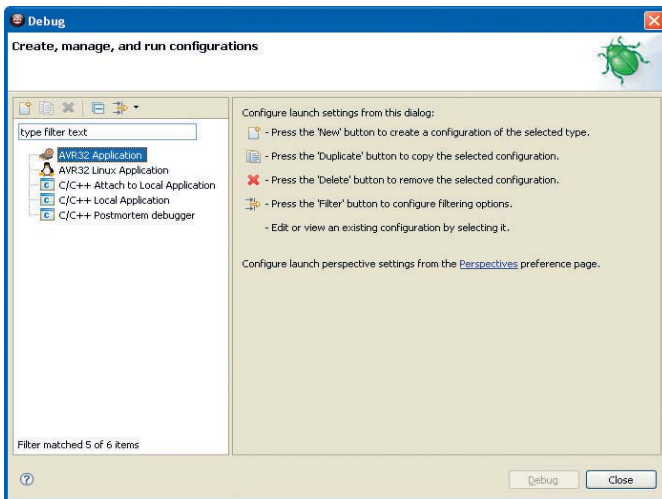 Debug
Create, manage, and run configurations
type filter text
AVR32 Application
AVR32 Linux Application
C/C++ Attach to Local Application
C/C++ Local Application
C/C++ Postmortem debugger
Filter matched 5 of 6 items
Configure launch settings from this dialog:
- Press the 'New' button to create a configuration of the selected type.
- Press the 'Duplicate' button to copy the selected configuration.
- Press the 'Delete' button to remove the selected configuration.
- Press the 'Filter' button to configure filtering options.
- Edit or view an existing configuration by selecting it.
Configure launch perspective settings from the Perspectives preference page.
Debug
Close